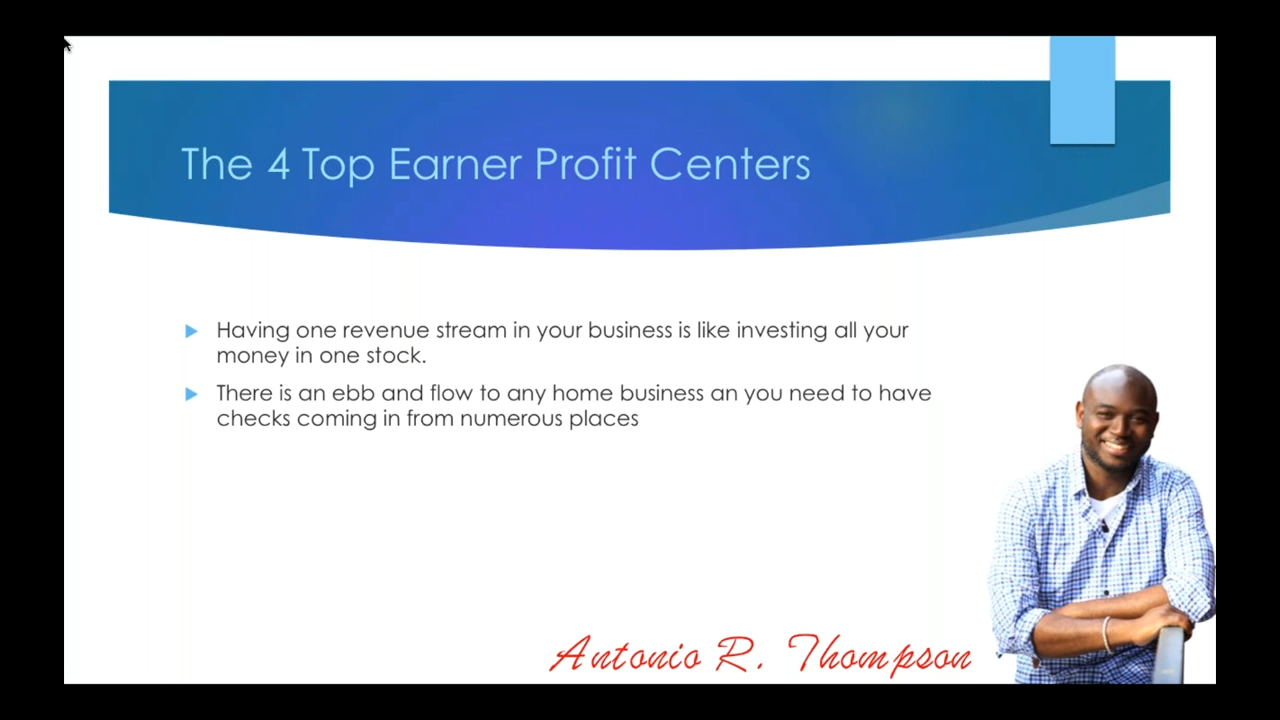 The 4 Top Earner Profit Centers
Having one revenue stream in your business is like investing all your
money in one stock.
There is an ebb and flow to any home business an you need to have
checks coming in from numerous places
Antonio R. Thompson